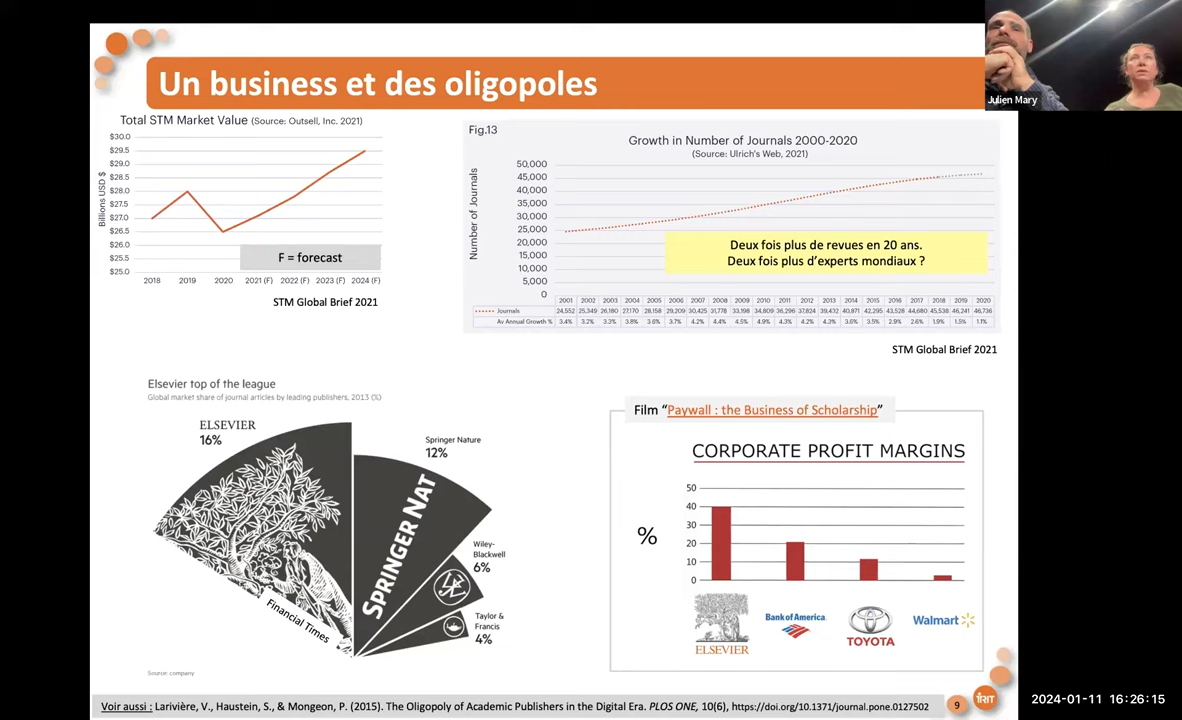 Un business et des oligopoles
Julien Mary
Total STM Market Value (Source: Outsell, Inc. 2021)
Billions USD $
$30.0
$29.5
$29.0
$28.5
$28.0
$27.5
$27.0
$26.5
$26.0
$25.5
$25.0
F = forecast
2018 2019 2020 2021 (F) 2022 (F) 2023 (F) 2024 (F)
STM Global Brief 2021
Fig.13
Growth in Number of Journals 2000-2020
(Source: Ulrich's Web, 2021)
Number of Journals
50,000
45,000
40,000
35,000
30,000
25,000
20,000
15,000
10,000
5,000
0
Deux fois plus de revues en 20 ans.
Deux fois plus d'experts mondiaux ?
2001 2002 2003 2004 2005 2006 2007 2008 2009 2010 2011 2012 2013 2014 2015 2016 2017 2018 2019 2020
Journals 24,552 25,349 26,180 27,170 28,158 29,209 30,425 31,778 33,198 34,809 36,296 37,824 39,432 40,871 42,295 43,528 44,680 45,538 46,241 46,736
Av Annual Growth % 3.4% 3.2% 3.3% 3.8% 3.6% 3.7% 4.2% 4.4% 4.5% 4.9% 4.3% 4.2% 4.3% 3.6% 3.5% 2.9% 2.6% 1.9% 1.5% 1.1%
STM Global Brief 2021
Elsevier top of the league
Global market share of journal articles by leading publishers, 2013 (%)
ELSEVIER
16%
Springer Nature
12%
SPRINGER NAT
Wiley-
Blackwell
6%
Taylor &
Francis
4%
Financial Times
Source: company
Film “Paywall : the Business of Scholarship”
CORPORATE PROFIT MARGINS
%
50
40
30
20
10
0
ELSEVIER
Bank of America
TOYOTA
Walmart
Voir aussi : Larivière, V., Haustein, S., & Mongeon, P. (2015). The Oligopoly of Academic Publishers in the Digital Era. PLOS ONE, 10(6), https://doi.org/10.1371/journal.pone.0127502
9
IRIT
2024-01-11 16:26:15